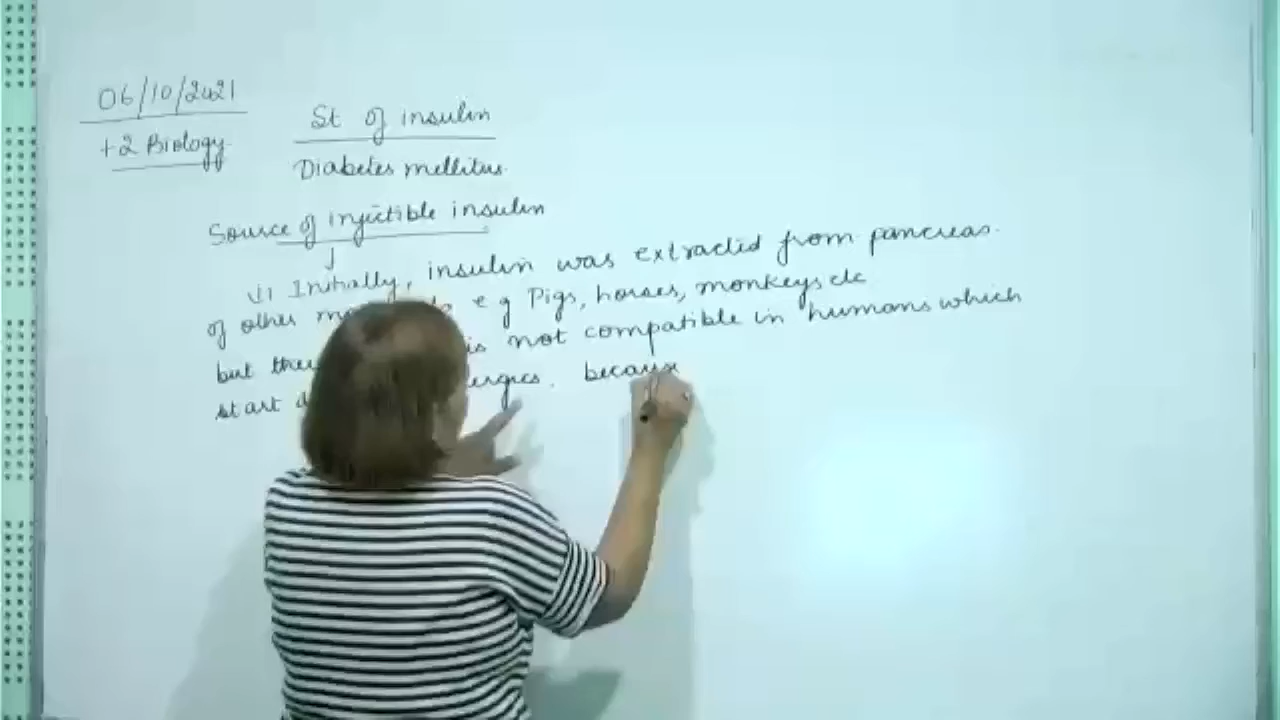 06/10/2021
+2 Biology
St of insulin
Diabetes mellitus.
Source of injectible insulin
(1) Initially, insulin was extracted from pancreas.
of other e g Pigs, horses, monkeys etc
but is not compatible in humans which
start because